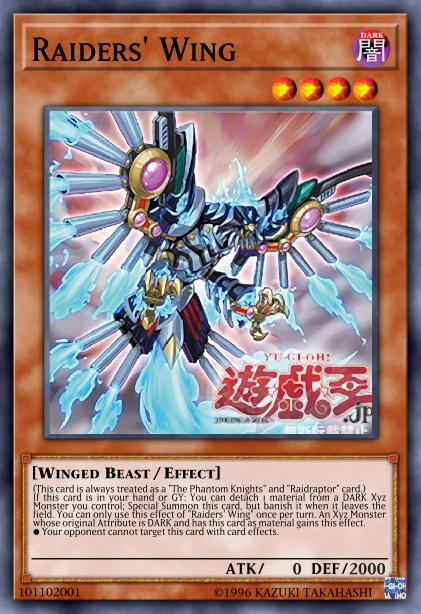 RAIDERS' WING
DARK
闇
YU-GI-OH!
遊戯王
.JP
[WINGED BEAST / EFFECT]
(This card is always treated as a "The Phantom Knights" and "Raidraptor" card.)
If this card is in your hand or GY: You can detach 1 material from a DARK Xyz
Monster you control; Special Summon this card, but banish it when it leaves the
field. You can only use this effect of "Raiders' Wing" once per turn. An Xyz Monster
whose original Attribute is DARK and has this card as material gains this effect.
●Your opponent cannot target this card with card effects.
ATK/ 0 DEF/2000
101102001
©1996 KAZUKI TAKAHASHI